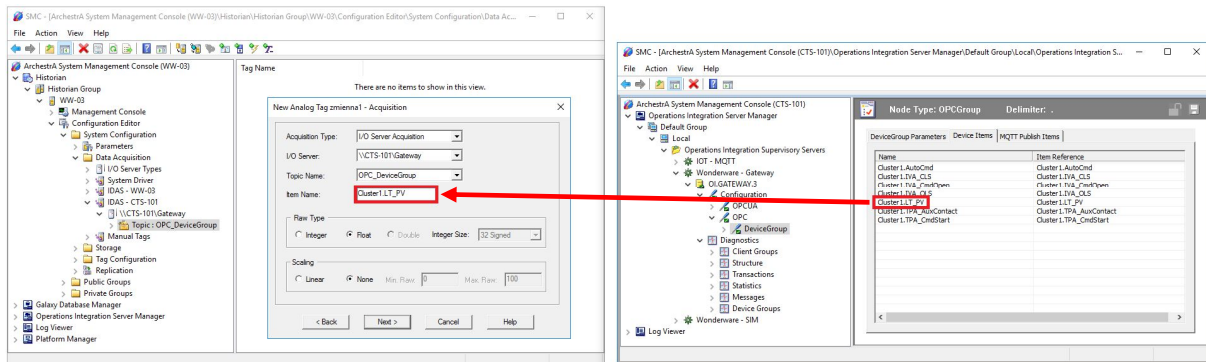 SMC - [ArchestrA System Management Console (WW-03)\Historian\Historian Group\WW-03\Configuration Editor\System Configuration\Data Ac...
File Action View Help
ArchestrA System Management Console (WW-03)
Historian
Historian Group
WW-03
Management Console
Configuration Editor
System Configuration
Parameters
Data Acquisition
I/O Server Types
System Driver
IDAS - WW-03
IDAS - CTS-101
\\CTS-101\Gateway
Topic : OPC_DeviceGroup
Manual Tags
Storage
Tag Configuration
Replication
Public Groups
Private Groups
Galaxy Database Manager
Operations Integration Server Manager
Log Viewer
Platform Manager
Tag Name
There are no items to show in this view.
New Analog Tag zmienna1 - Acquisition
Acquisition Type: I/O Server Acquisition
I/O Server: \\CTS-101\Gateway
Topic Name: OPC_DeviceGroup
Item Name: Cluster1.LT_PV
Raw Type
Integer Float Double Integer Size: 32 Signed
Scaling
Linear None Min. Raw: 0 Max. Raw: 100
< Back Next > Cancel Help
SMC - [ArchestrA System Management Console (CTS-101)\Operations Integration Server Manager\Default Group\Local\Operations Integration S...
File Action View Help
ArchestrA System Management Console (CTS-101)
Operations Integration Server Manager
Default Group
Local
Operations Integration Supervisory Servers
IOT - MQTT
Wonderware - Gateway
OI.GATEWAY.3
Configuration
OPCUA
OPC
DeviceGroup
Diagnostics
Client Groups
Structure
Transactions
Statistics
Messages
Device Groups
Wonderware - SIM
Log Viewer
Node Type: OPCGroup Delimiter: .
DeviceGroup Parameters Device Items MQTT Publish Items
Name Item Reference
Cluster1.AutoCmd Cluster1.AutoCmd
Cluster1.IVA_CLS Cluster1.IVA_CLS
Cluster1.IVA_CmdOpen Cluster1.IVA_CmdOpen
Cluster1.IVA_OLS Cluster1.IVA_OLS
Cluster1.LT_PV Cluster1.LT_PV
Cluster1.TPA_AuxContact Cluster1.TPA_AuxContact
Cluster1.TPA_CmdStart Cluster1.TPA_CmdStart